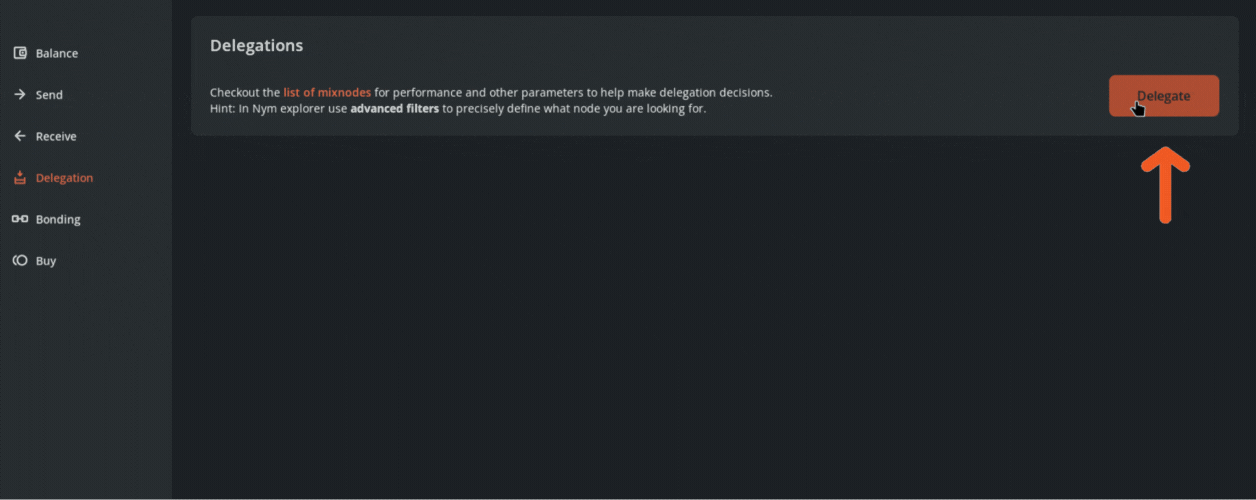 Balance
Send
Receive
Delegation
Bonding
Buy
Delegations
Checkout the list of mixnodes for performance and other parameters to help make delegation decisions.
Hint: In Nym explorer use advanced filters to precisely define what node you are looking for.
Delegate